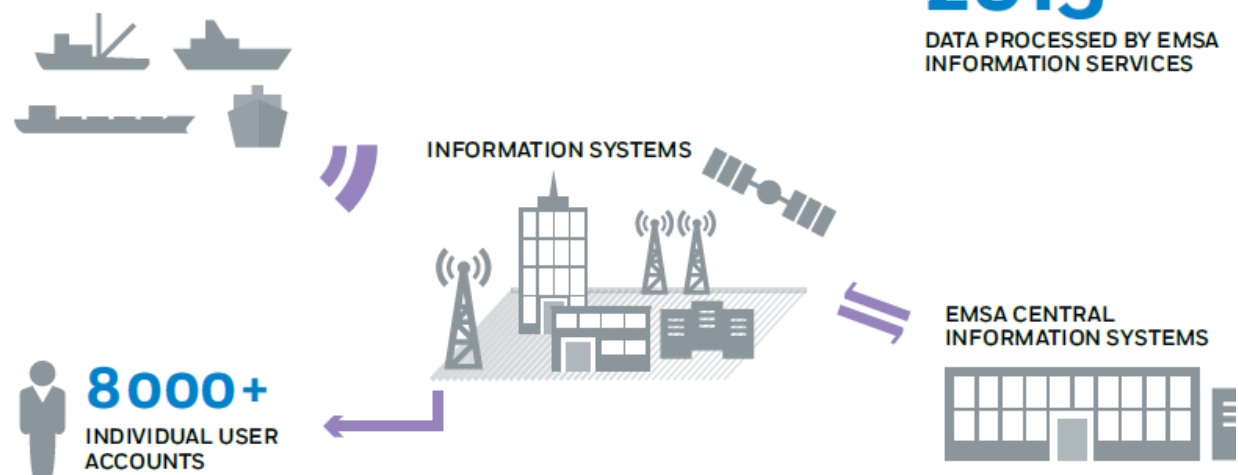 DATA PROCESSED BY EMSA
INFORMATION SERVICES
INFORMATION SYSTEMS
EMSA CENTRAL
INFORMATION SYSTEMS
8000+
INDIVIDUAL USER
ACCOUNTS